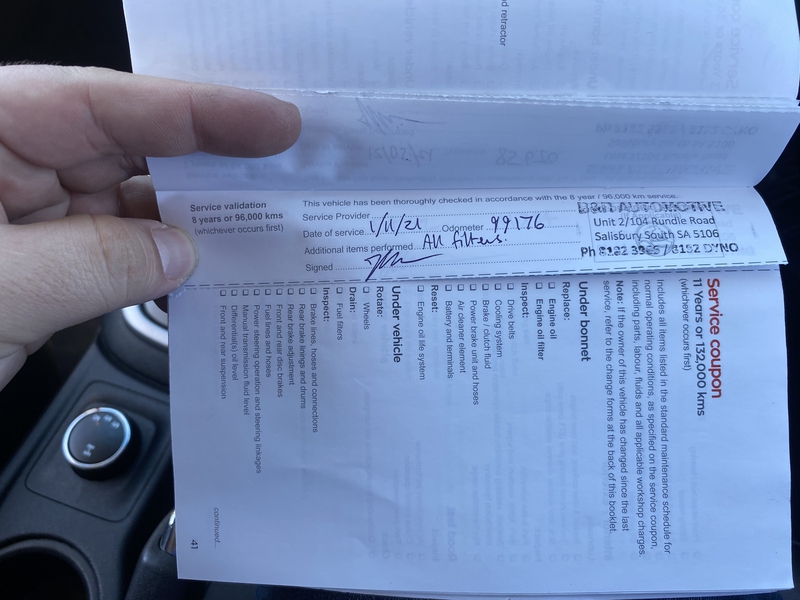 d retractor
Service validation
8 years or 96,000 kms
(whichever occurs first)
This vehicle has been thoroughly checked in accordance with the 8 year / 96,000 km service.
Service Provider
Date of service 1/11/21 Odometer 99176
Additional items performed All filters.
Signed
AUTOMOTIVE
Unit 2/104 Rundle Road
Salisbury South SA 5106
Ph 8182 / 8182 DYNO
Service coupon
11 Years or 132,000 kms
(whichever occurs first)
Includes all items listed in the standard maintenance schedule for
normal operating conditions, as specified on the service coupon,
including parts, labour, fluids and all applicable workshop charges.
Note: If the owner of this vehicle has changed since the last
service, refer to the change forms at the back of this booklet.
Under bonnet
Replace:
Engine oil
Engine oil filter
Inspect:
Drive belts
Cooling system
Brake / clutch fluid
Power brake unit and hoses
Air cleaner element
Battery and terminals
Reset:
Engine oil life system
Under vehicle
Rotate:
Wheels
Drain:
Fuel filters
Inspect:
Brake lines, hoses and connections
Rear brake linings and drums
Rear brake adjustment
Front and rear disc brakes
Fuel lines and hoses
Power steering operation and steering linkages
Manual transmission fluid level
Differential(s) oil level
Front and rear suspension
continued...
41